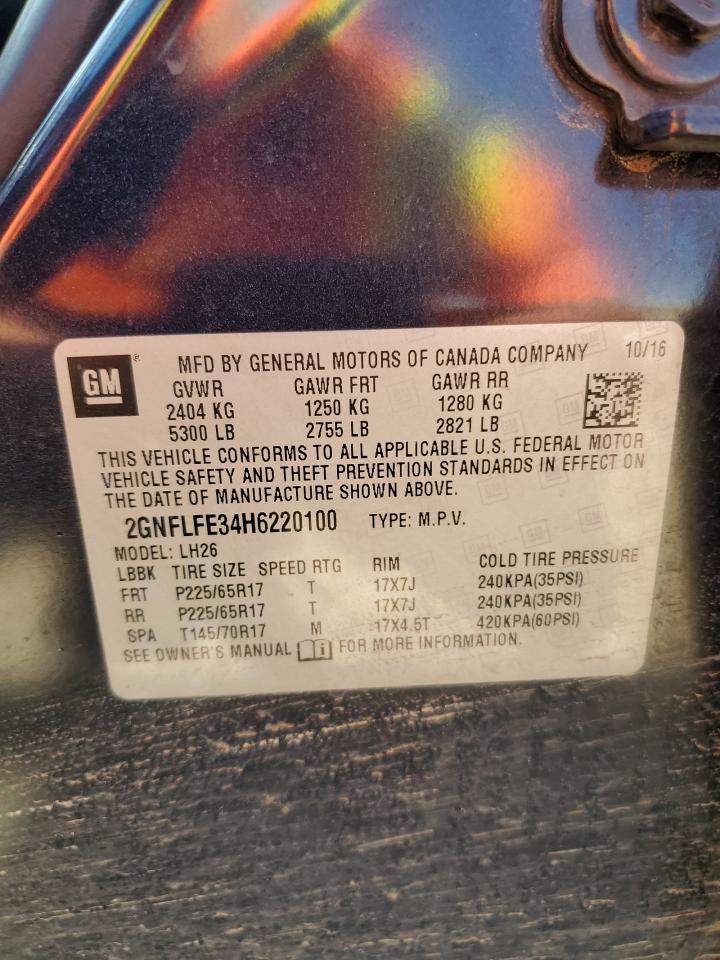 GM ® MFD BY GENERAL MOTORS OF CANADA COMPANY 10/16
GVWR GAWR FRT GAWR RR
2404 KG 1250 KG 1280 KG
5300 LB 2755 LB 2821 LB
THIS VEHICLE CONFORMS TO ALL APPLICABLE U.S. FEDERAL MOTOR
VEHICLE SAFETY AND THEFT PREVENTION STANDARDS IN EFFECT ON
THE DATE OF MANUFACTURE SHOWN ABOVE.
2GNFLFE34H6220100 TYPE: M.P.V.
MODEL: LH26
LBBK TIRE SIZE SPEED RTG RIM COLD TIRE PRESSURE
FRT P225/65R17 T 17X7J 240KPA(35PSI)
RR P225/65R17 T 17X7J 240KPA(35PSI)
SPA T145/70R17 M 17X4.5T 420KPA(60PSI)
SEE OWNER'S MANUAL FOR MORE INFORMATION.